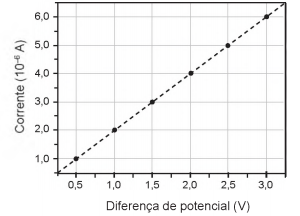 Corrente (10⁻⁶ A)
6,0
5,0
4,0
3,0
2,0
1,0
0,5 1,0 1,5 2,0 2,5 3,0
Diferença de potencial (V)